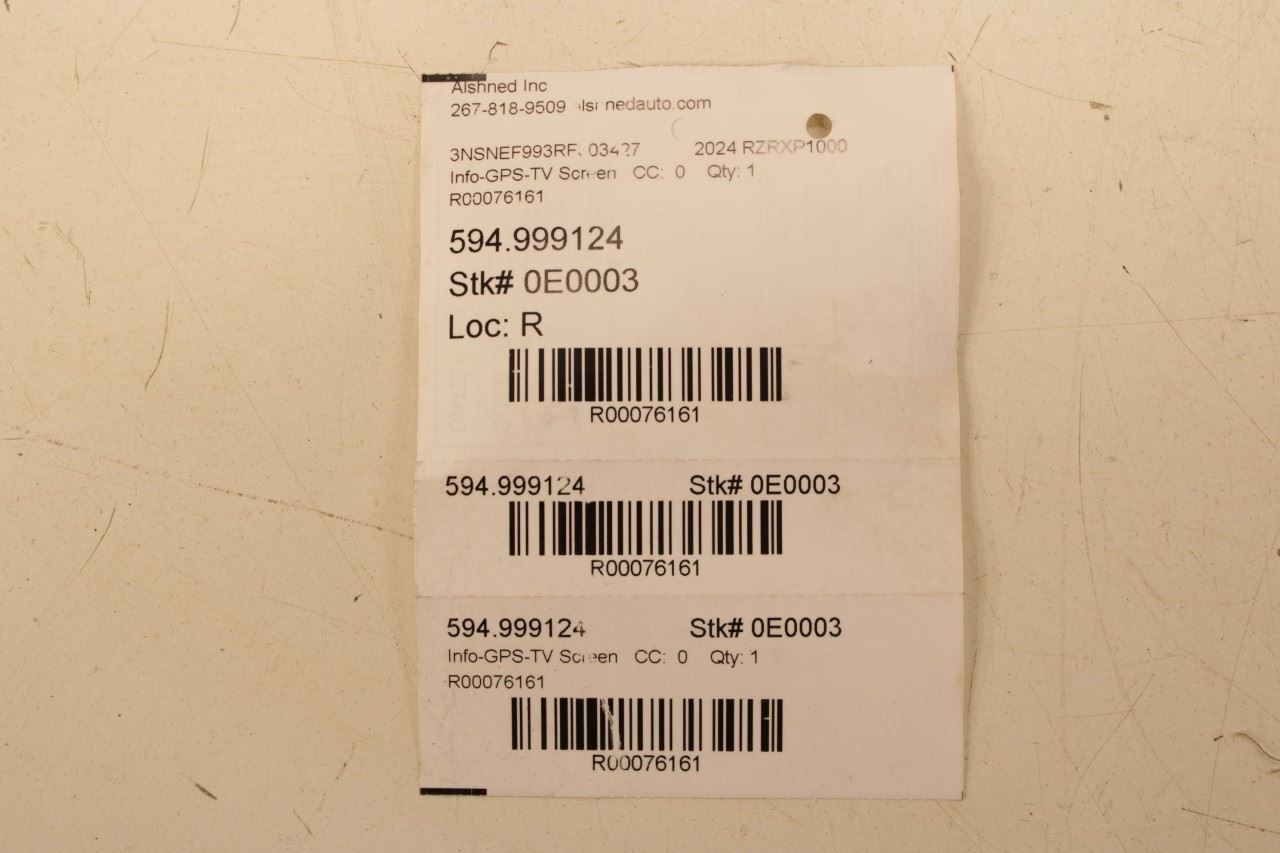 Alshned Inc
267-818-9509 alshnedauto.com
2024 RZRXP1000
Info-GPS-TV Screen CC: 0 Qty: 1
R00076161
594.999124
Stk# 0E0003
Loc: R
R00076161
594.999124 Stk# 0E0003
R00076161
594.999124 Stk# 0E0003
Info-GPS-TV Screen CC: 0 Qty: 1
R00076161
R00076161